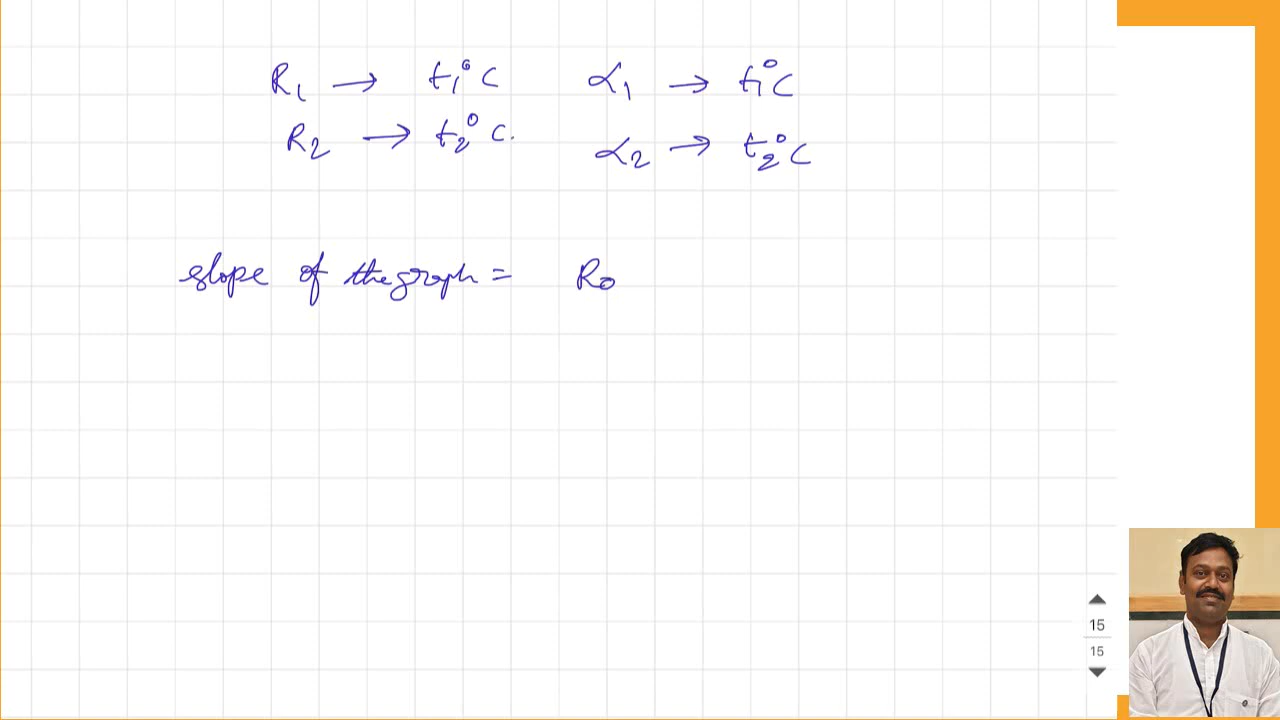 R₁ → t₁°C α₁ → t₁°C
R₂ → t₂°C. α₂ → t₂°C
slope of the graph = R₀
15
15